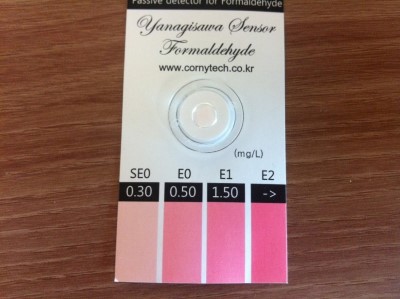 Passive detector for Formaldehyde
Yanagisawa Sensor
Formaldehyde
www.cornytech.co.kr
(mg/L)
SE0 E0 E1 E2
0.30 0.50 1.50 ->